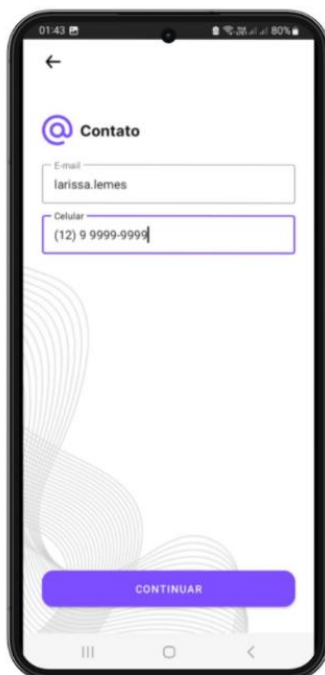 01:43 80%
@ Contato
E-mail
larissa.lemes
Celular
(12) 9 9999-9999
CONTINUAR